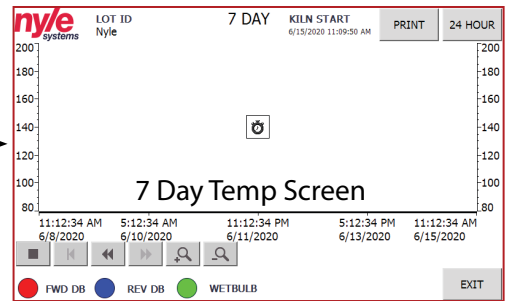 nyle systems
LOT ID
Nyle
7 DAY
KILN START
6/15/2020 11:09:50 AM
PRINT
24 HOUR
200 200
180 180
160 160
140 140
120 120
100 100
80 80
7 Day Temp Screen
11:12:34 AM 5:12:34 AM 11:12:34 PM 5:12:34 PM 11:12:34 AM
6/8/2020 6/10/2020 6/11/2020 6/13/2020 6/15/2020
FWD DB REV DB WETBULB
EXIT